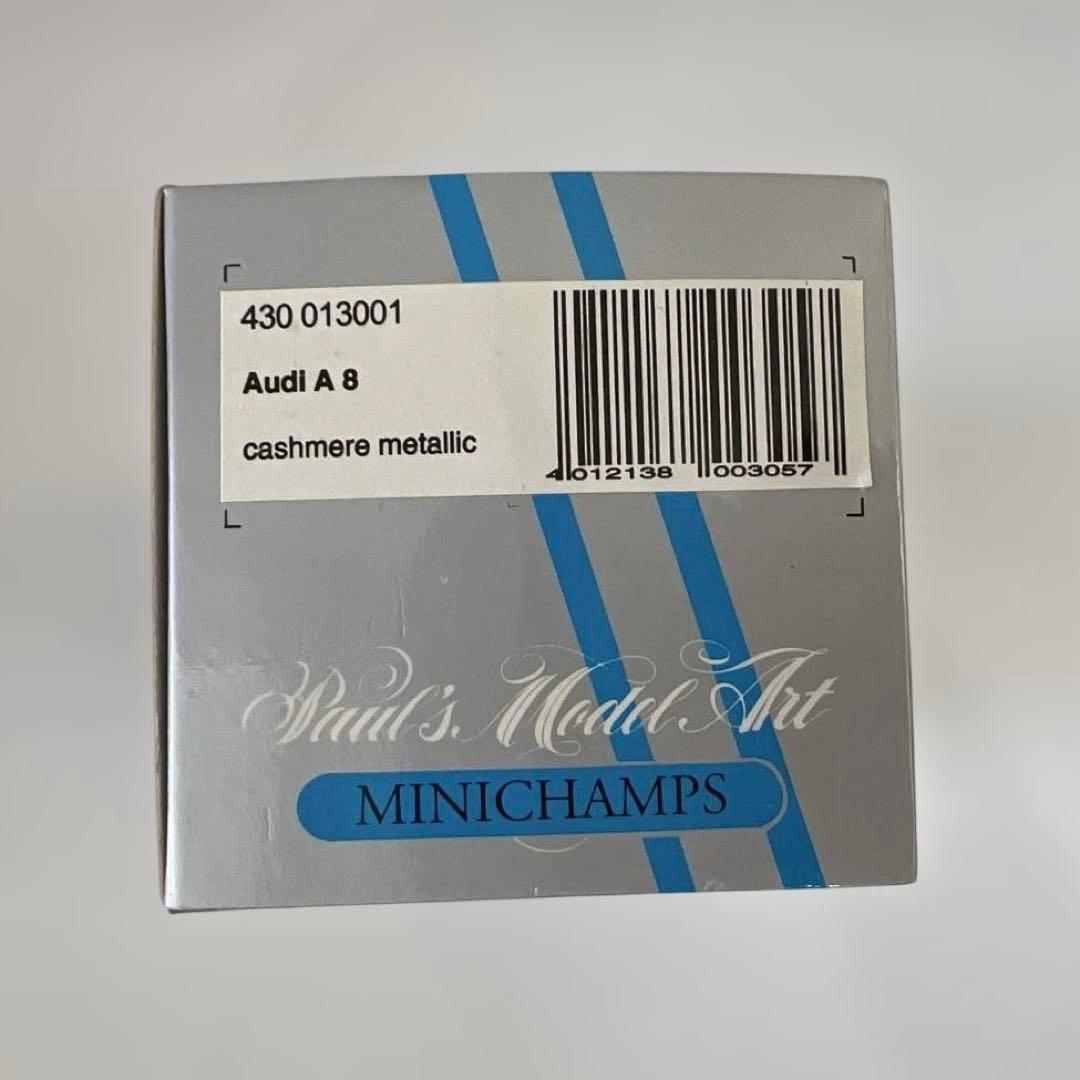 430 013001
Audi A 8
cashmere metallic
4 012138 003057
Paul's Model Art
MINICHAMPS